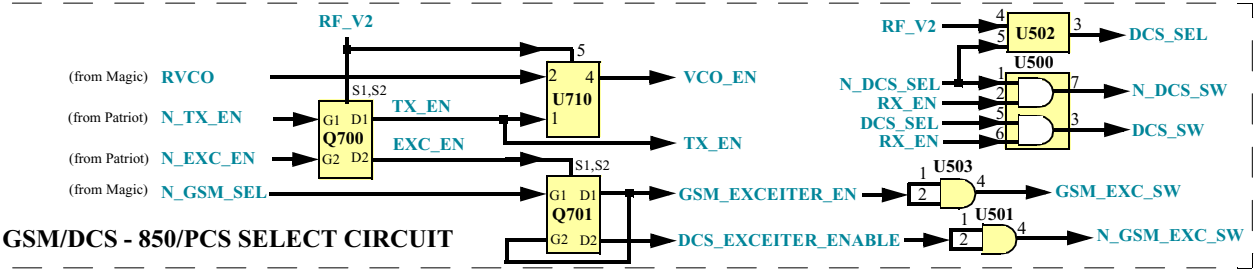 RF_V2
(from Magic) RVCO
2
5
4
U710
1
VCO_EN
S1,S2
(from Patriot) N_TX_EN
G1 D1
Q700
G2 D2
TX_EN
TX_EN
(from Patriot) N_EXC_EN
EXC_EN
S1,S2
(from Magic) N_GSM_SEL
G1 D1
Q701
G2 D2
GSM_EXCEITER_EN
DCS_EXCEITER_ENABLE
RF_V2
4
5
U502
3
DCS_SEL
U500
N_DCS_SEL
1
RX_EN
2
7
N_DCS_SW
DCS_SEL
5
RX_EN
6
3
DCS_SW
U503
1
2
4
GSM_EXC_SW
U501
1
2
4
N_GSM_EXC_SW
GSM/DCS - 850/PCS SELECT CIRCUIT